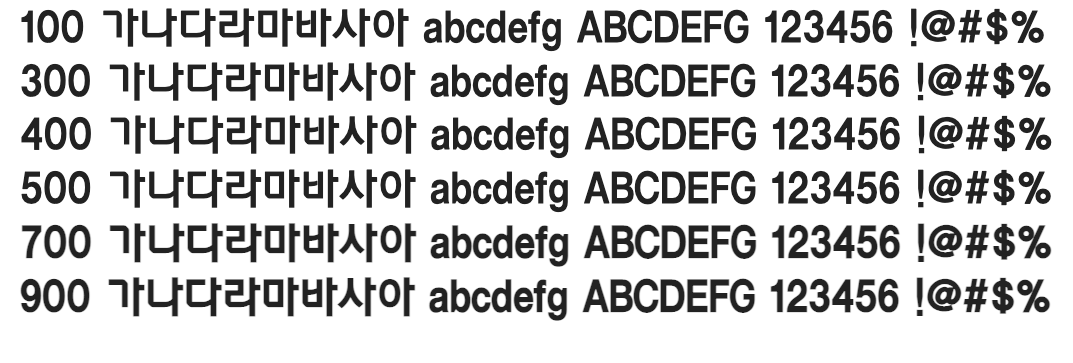 100 가나다라마바사아 abcdefg ABCDEFG 123456 !@#$%
300 가나다라마바사아 abcdefg ABCDEFG 123456 !@#$%
400 가나다라마바사아 abcdefg ABCDEFG 123456 !@#$%
500 가나다라마바사아 abcdefg ABCDEFG 123456 !@#$%
700 가나다라마바사아 abcdefg ABCDEFG 123456 !@#$%
900 가나다라마바사아 abcdefg ABCDEFG 123456 !@#$%